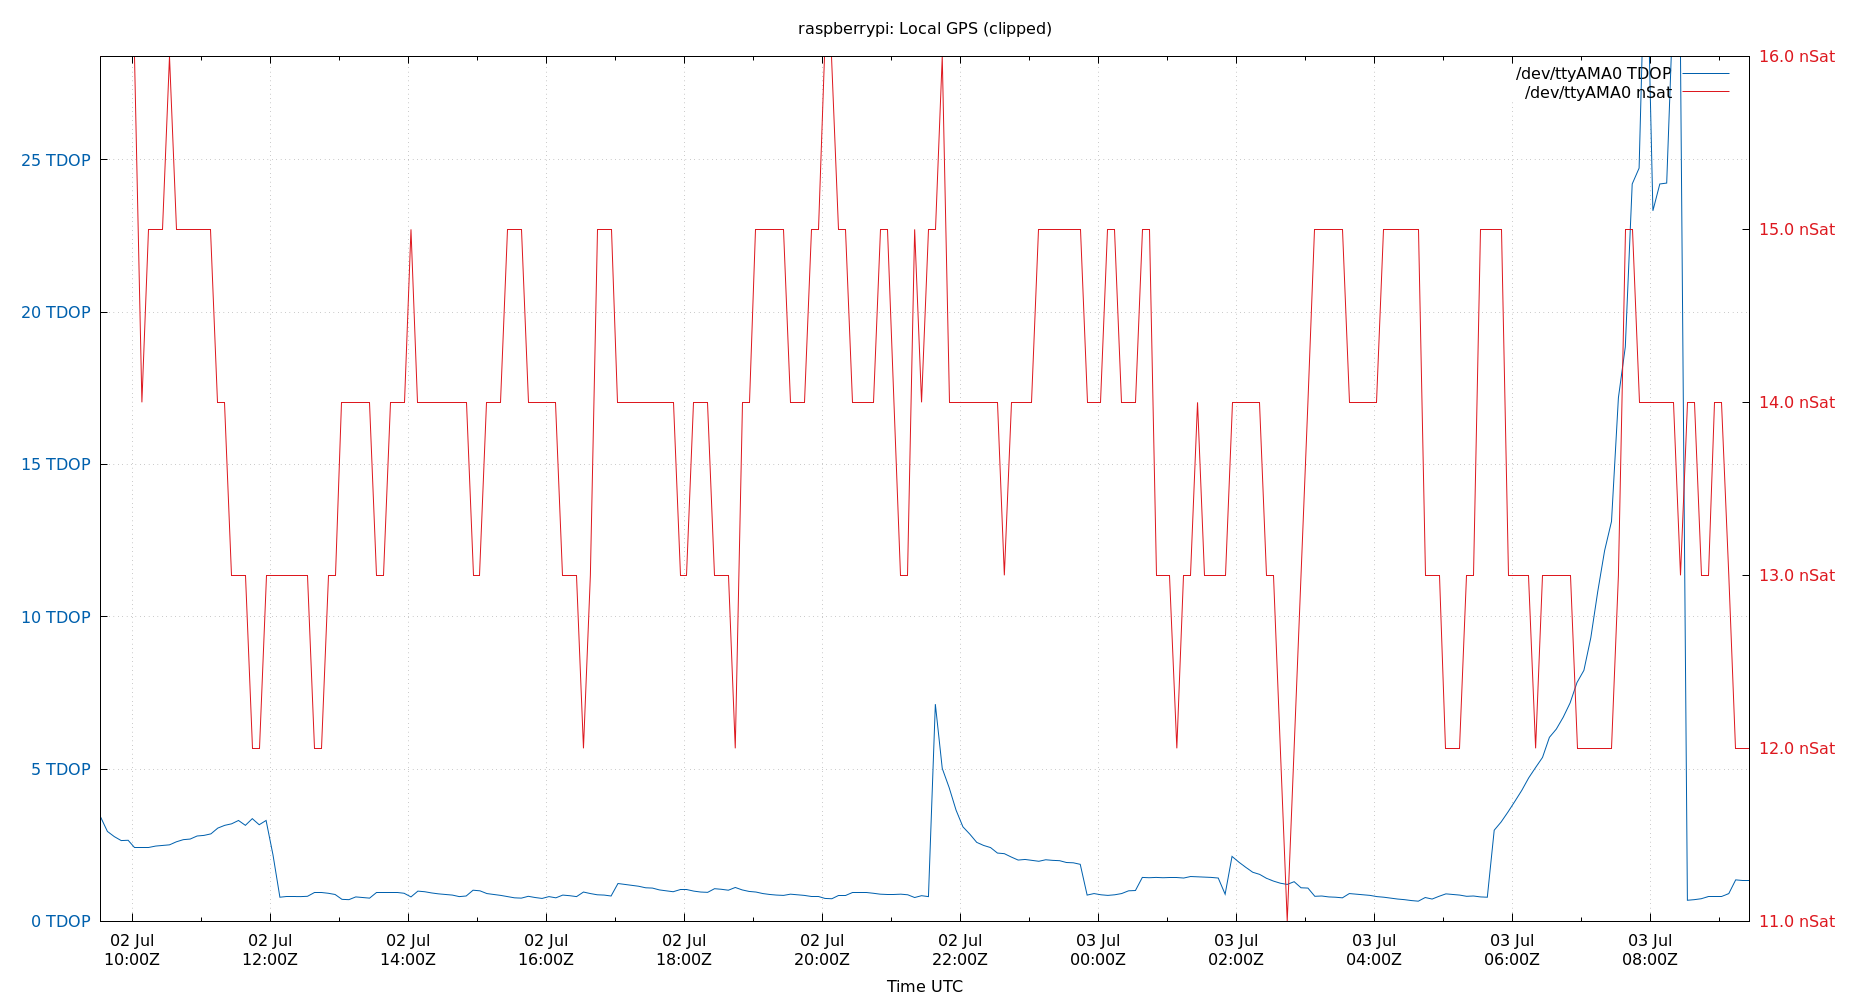 raspberrypi: Local GPS (clipped)
16.0 nSat
/dev/ttyAMA0 TDOP
/dev/ttyAMA0 nSat
25 TDOP
15.0 nSat
20 TDOP
14.0 nSat
15 TDOP
13.0 nSat
10 TDOP
12.0 nSat
5 TDOP
0 TDOP
11.0 nSat
02 Jul 02 Jul 02 Jul 02 Jul 02 Jul 02 Jul 02 Jul 03 Jul 03 Jul 03 Jul 03 Jul 03 Jul
10:00Z 12:00Z 14:00Z 16:00Z 18:00Z 20:00Z 22:00Z 00:00Z 02:00Z 04:00Z 06:00Z 08:00Z
Time UTC